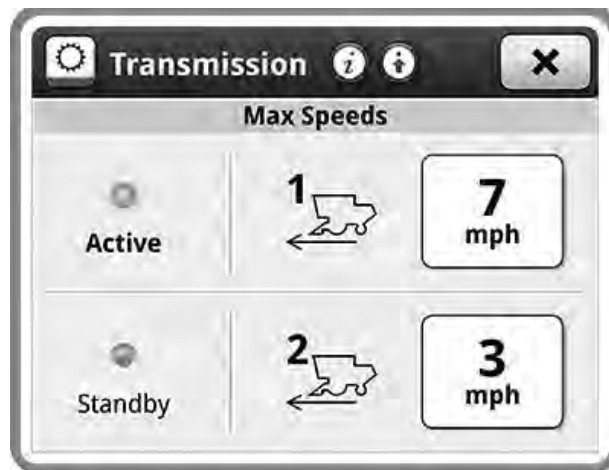 Transmission i
Max Speeds
1 7
mph
Active
2 3
mph
Standby